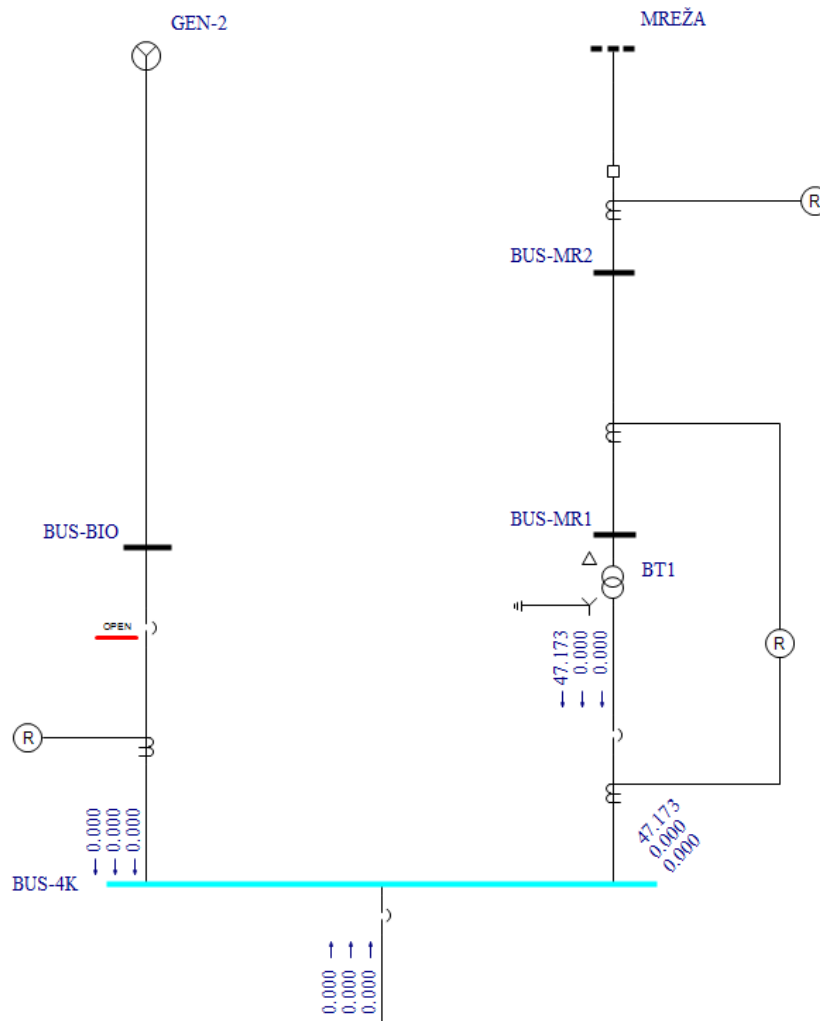 GEN-2
MREŽA
R
BUS-MR2
BUS-BIO
BUS-MR1
BT1
OPEN
47.173
0.000
0.000
R
R
0.000
0.000
0.000
47.173
0.000
0.000
BUS-4K
0.000
0.000
0.000